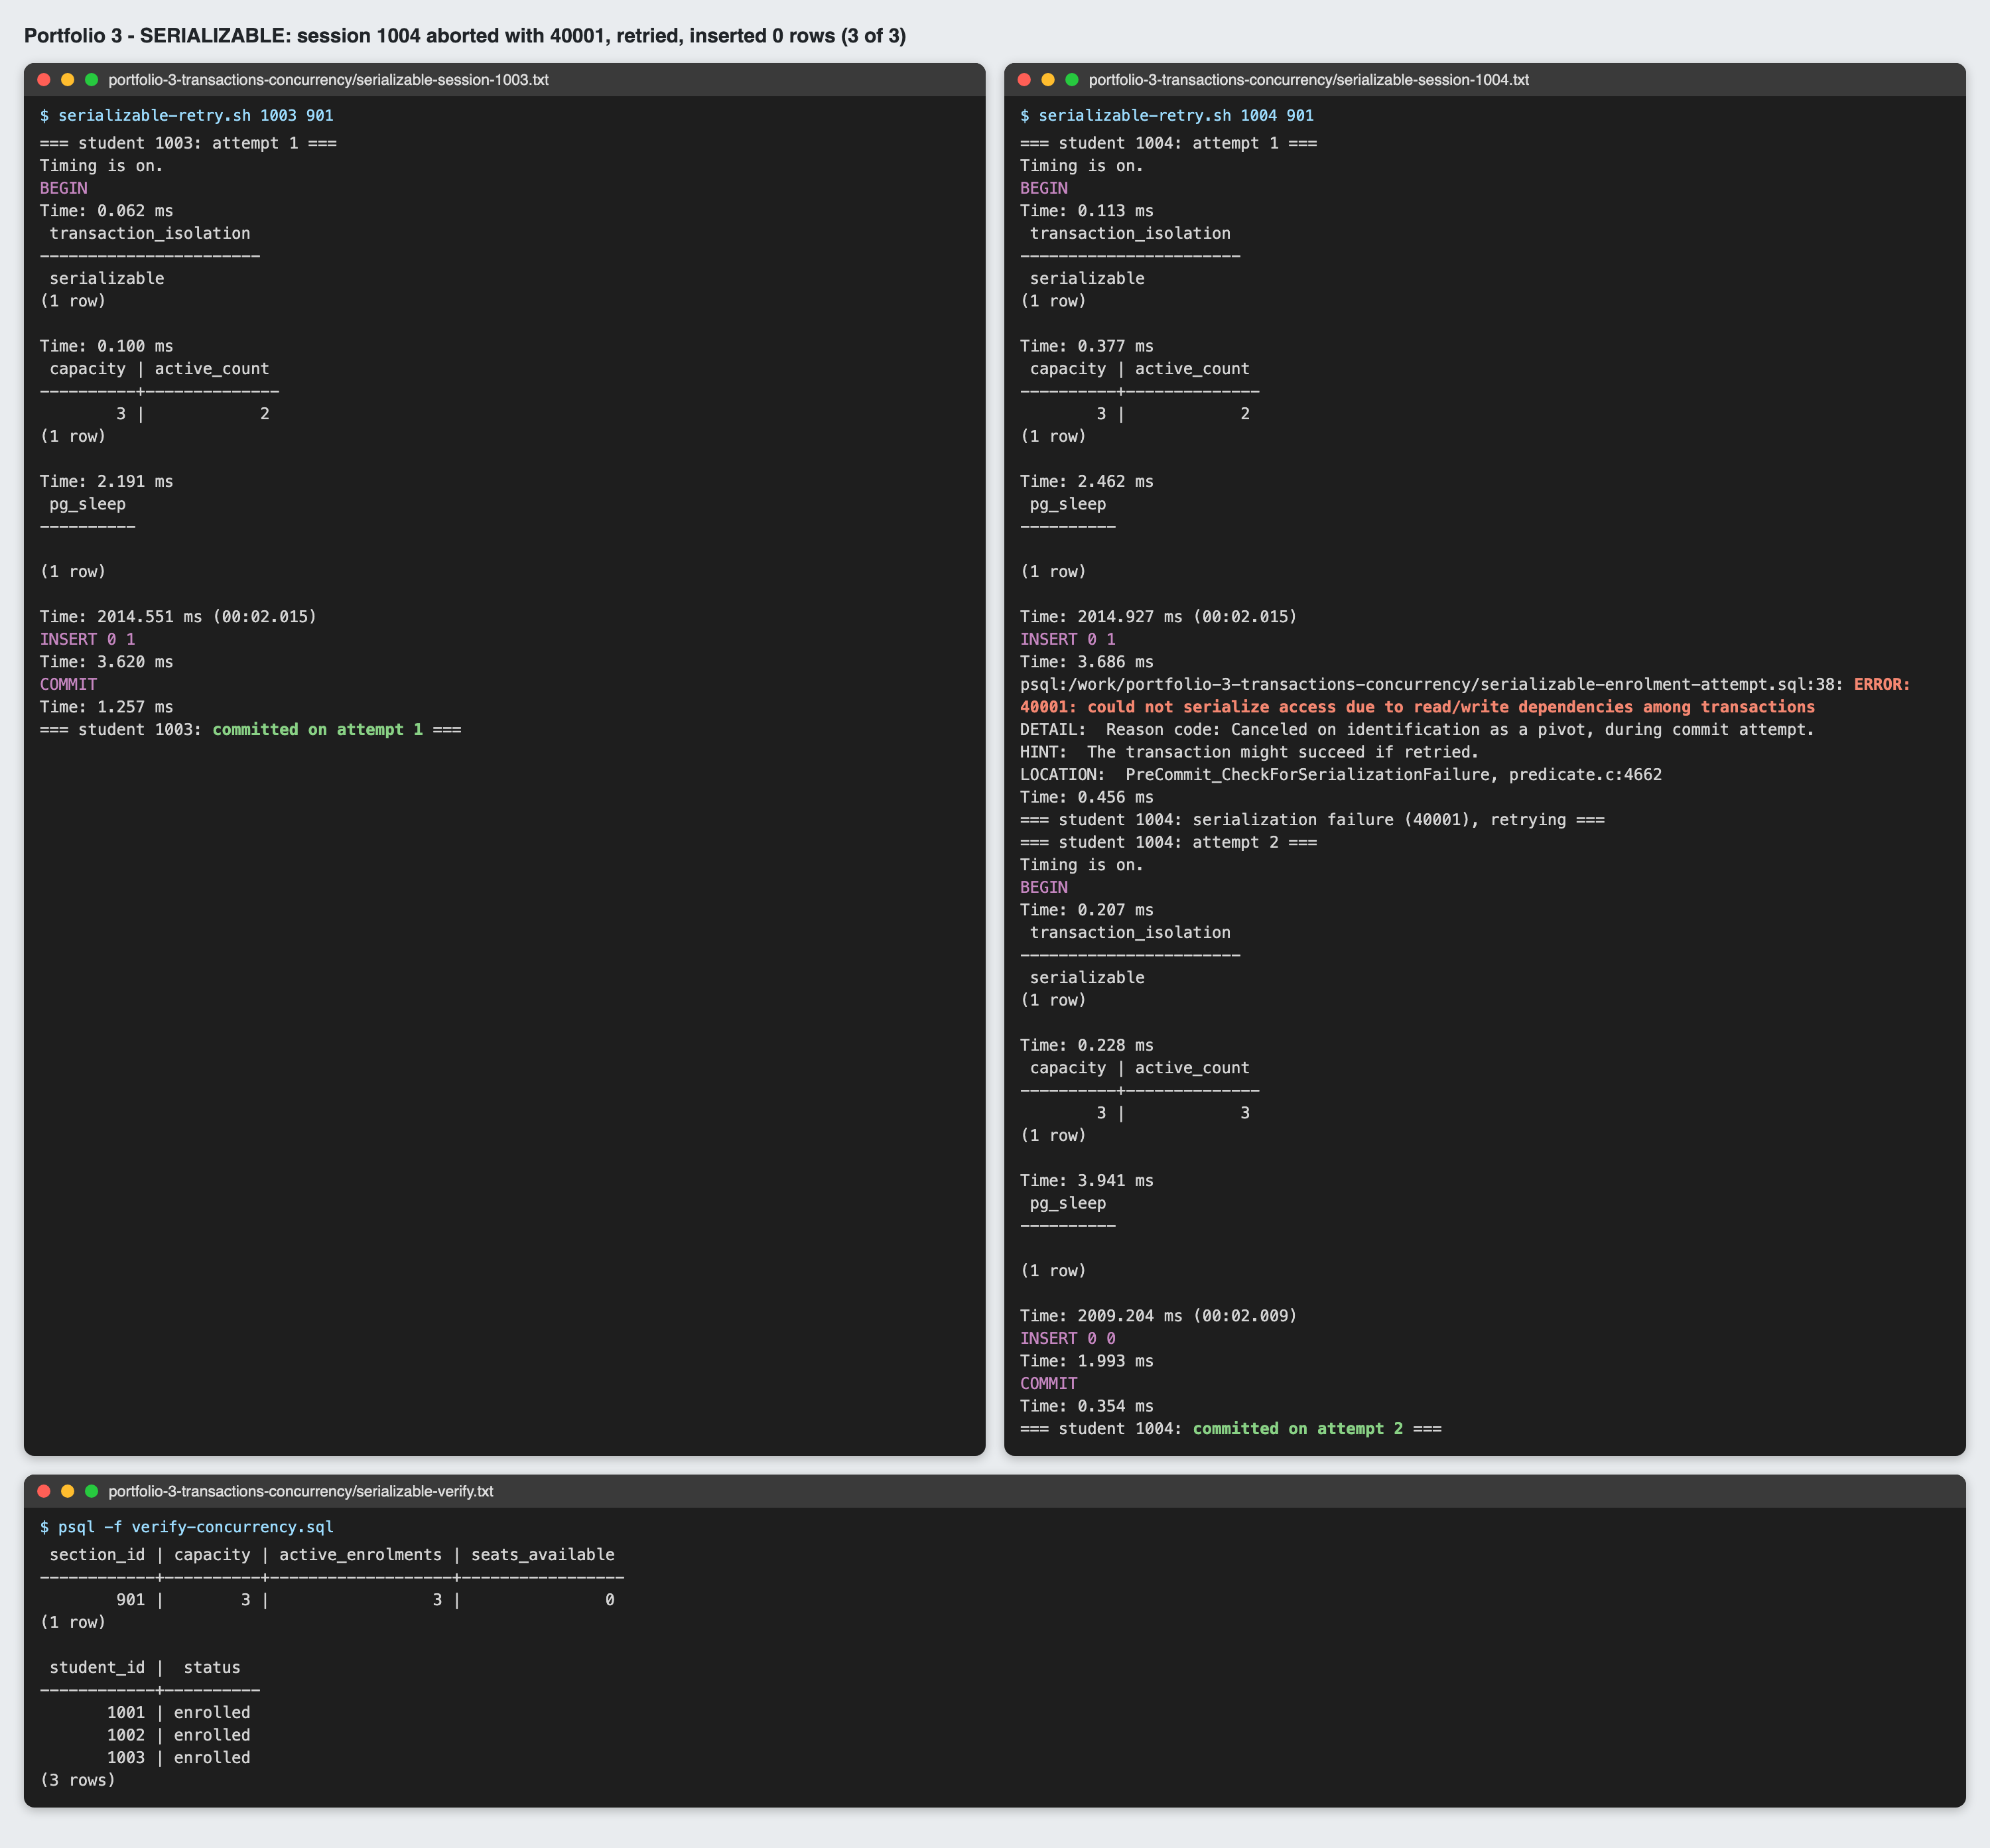 Portfolio 3 - SERIALIZABLE: session 1004 aborted with 40001, retried, inserted 0 rows (3 of 3)
portfolio-3-transactions-concurrency/serializable-session-1003.txt
$ serializable-retry.sh 1003 901
=== student 1003: attempt 1 ===
Timing is on.
BEGIN
Time: 0.062 ms
 transaction_isolation
-----------------------
 serializable
(1 row)

Time: 0.100 ms
 capacity | active_count
----------+--------------
        3 |            2
(1 row)

Time: 2.191 ms
 pg_sleep
----------

(1 row)

Time: 2014.551 ms (00:02.015)
INSERT 0 1
Time: 3.620 ms
COMMIT
Time: 1.257 ms
=== student 1003: committed on attempt 1 ===
portfolio-3-transactions-concurrency/serializable-session-1004.txt
$ serializable-retry.sh 1004 901
=== student 1004: attempt 1 ===
Timing is on.
BEGIN
Time: 0.113 ms
 transaction_isolation
-----------------------
 serializable
(1 row)

Time: 0.377 ms
 capacity | active_count
----------+--------------
        3 |            2
(1 row)

Time: 2.462 ms
 pg_sleep
----------

(1 row)

Time: 2014.927 ms (00:02.015)
INSERT 0 1
Time: 3.686 ms
psql:/work/portfolio-3-transactions-concurrency/serializable-enrolment-attempt.sql:38: ERROR:
40001: could not serialize access due to read/write dependencies among transactions
DETAIL:  Reason code: Canceled on identification as a pivot, during commit attempt.
HINT:  The transaction might succeed if retried.
LOCATION:  PreCommit_CheckForSerializationFailure, predicate.c:4662
Time: 0.456 ms
=== student 1004: serialization failure (40001), retrying ===
=== student 1004: attempt 2 ===
Timing is on.
BEGIN
Time: 0.207 ms
 transaction_isolation
-----------------------
 serializable
(1 row)

Time: 0.228 ms
 capacity | active_count
----------+--------------
        3 |            3
(1 row)

Time: 3.941 ms
 pg_sleep
----------

(1 row)

Time: 2009.204 ms (00:02.009)
INSERT 0 0
Time: 1.993 ms
COMMIT
Time: 0.354 ms
=== student 1004: committed on attempt 2 ===
portfolio-3-transactions-concurrency/serializable-verify.txt
$ psql -f verify-concurrency.sql
 section_id | capacity | active_enrolments | seats_available
------------+----------+-------------------+-----------------
        901 |        3 |                 3 |               0
(1 row)

 student_id |  status
------------+----------
       1001 | enrolled
       1002 | enrolled
       1003 | enrolled
(3 rows)